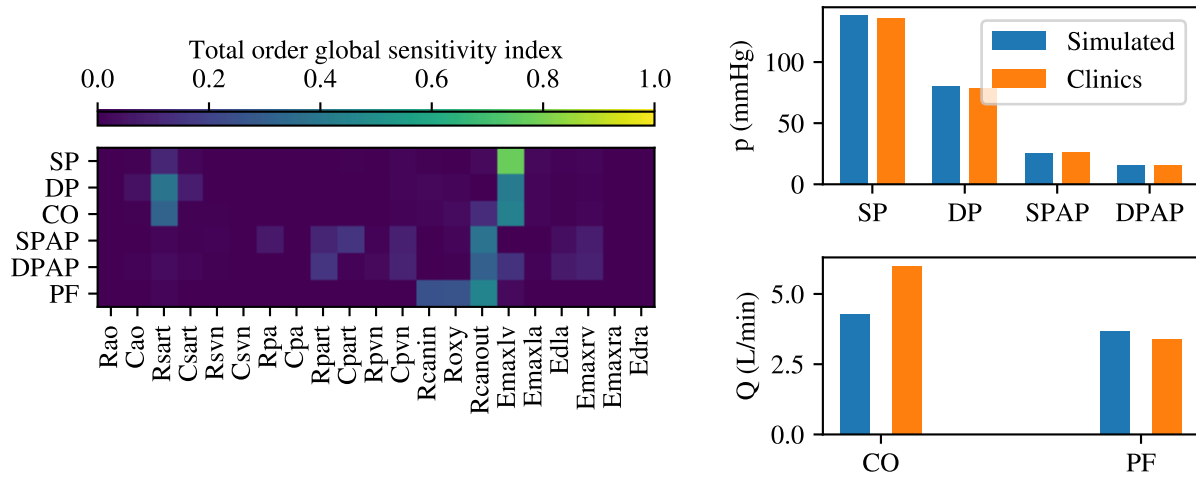 Total order global sensitivity index
0.0 0.2 0.4 0.6 0.8 1.0
SP
DP
CO
SPAP
DPAP
PF
Rao
Cao
Rsart
Csart
Rsvn
Csvn
Rpa
Cpa
Rpart
Cpart
Rpvn
Cpvn
Rcanin
Roxy
Rcanout
Emaxlv
Emaxla
Edla
Emaxrv
Emaxra
Edra
p (mmHg)
100
50
0
Simulated
Clinics
SP DP SPAP DPAP
Q (L/min)
5.0
2.5
0.0
CO PF